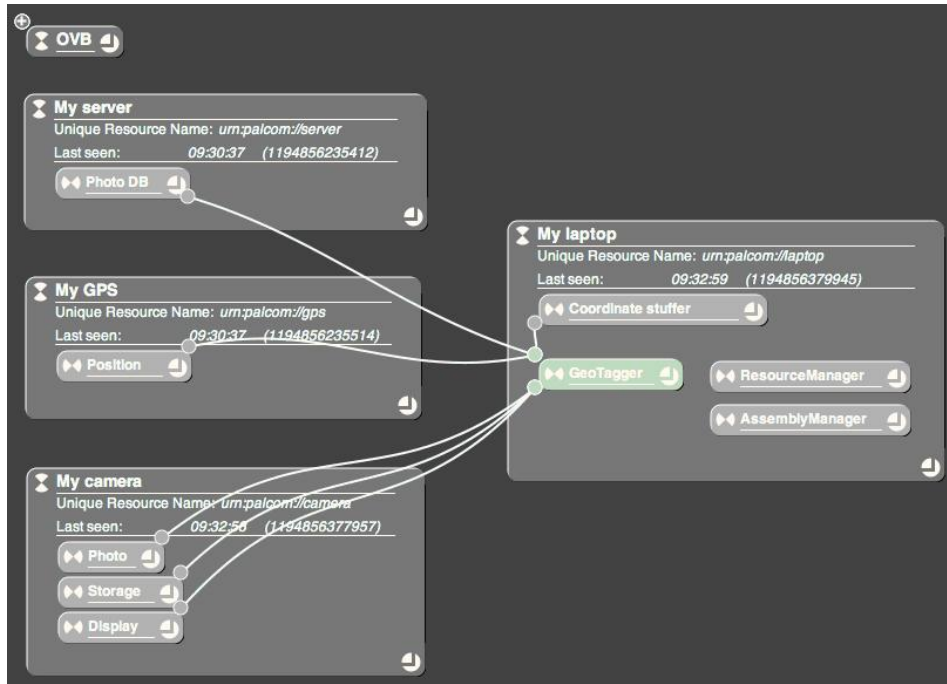 OVB
My server
Unique Resource Name: urn:palcom://server
Last seen: 09:30:37 (1194856235412)
Photo DB
My GPS
Unique Resource Name: urn:palcom://gps
Last seen: 09:30:37 (1194856235514)
Position
My camera
Unique Resource Name: urn:palcom://camera
Last seen: 09:32:58 (1194856377957)
Photo
Storage
Display
My laptop
Unique Resource Name: urn:palcom://laptop
Last seen: 09:32:59 (1194856379945)
Coordinate stuffer
GeoTagger
ResourceManager
AssemblyManager